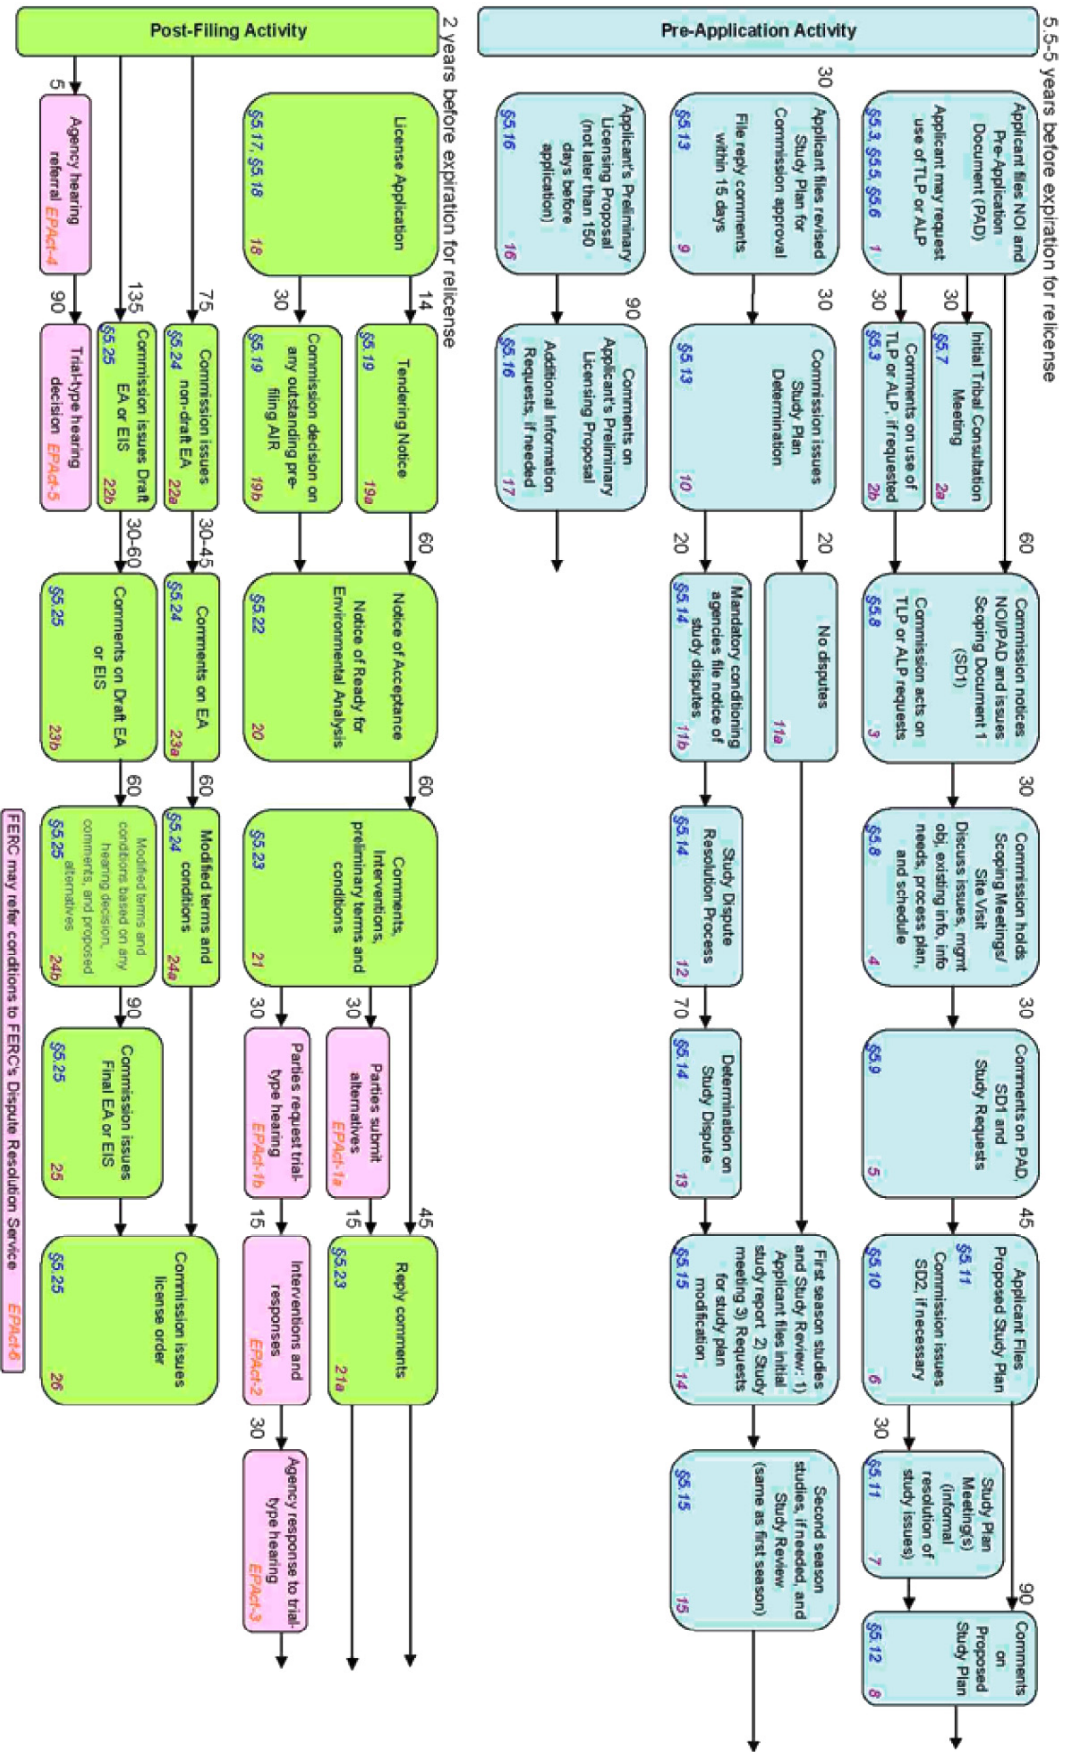 5.5-5 years before expiration for relicense
Pre-Application Activity
Applicant files NOI and
Pre-Application
Document (PAD)
Applicant may request
use of TLP or ALP
§5.3, §5.5, §5.6 1
30
Initial Tribal Consultation
Meeting
§5.7 2a
30
Comments on use of
TLP or ALP, if requested
§5.3 2b
60
Commission notices
NOI/PAD and issues
Scoping Document 1
(SD1)
Commission acts on
TLP or ALP requests
§5.8 3
30
Commission holds
Scoping Meetings/
Site Visit
Discuss issues, mgmt
obj, existing info, info
needs, process plan,
and schedule
§5.8 4
30
Comments on PAD,
SD1 and
Study Requests
§5.9 5
45
Applicant Files
Proposed Study Plan
§5.11
Commission issues
SD2, if necessary
§5.10 6
30
Study Plan
Meeting(s)
(informal
resolution of
study issues)
§5.11 7
90
Comments
on
Proposed
Study Plan
§5.12 8
30
Applicant files revised
Study Plan for
Commission approval
File reply comments
within 15 days
§5.13 9
30
Commission issues
Study Plan
Determination
§5.13 10
20
No disputes
11a
20
Mandatory conditioning
agencies file notice of
study disputes
§5.14 11b
Study Dispute
Resolution Process
§5.14 12
70
Determination on
Study Dispute
§5.14 13
First season studies
and Study Review: 1)
Applicant files initial
study report 2) Study
meeting 3) Requests
for study plan
modification
§5.15 14
Second season
studies, if needed, and
Study Review
(same as first season)
§5.15 15
Applicant's Preliminary
Licensing Proposal
(not later than 150
days before
application)
§5.16 16
90
Comments on
Applicant's Preliminary
Licensing Proposal
Additional Information
Requests, if needed
§5.16 17
2 years before expiration for relicense
Post-Filing Activity
License Application
§5.17, §5.18 18
14
Tendering Notice
§5.19 19a
30
Commission decision on
any outstanding pre-
filing AIR
§5.19 19b
60
Notice of Acceptance
Notice of Ready for
Environmental Analysis
§5.22 20
60
Comments,
Interventions,
preliminary terms and
conditions
§5.23 21
30
Parties submit
alternatives
EPAct-1a
30
Parties request trial-
type hearing
EPAct-1b
45
15
Reply comments
§5.23 21a
15
Interventions and
responses
EPAct-2
30
Agency response to trial-
type hearing
EPAct-3
75
Commission issues
non-draft EA
§5.24 22a
30-45
Comments on EA
§5.24 23a
60
Modified terms and
conditions
§5.24 24a
135
Commission issues Draft
EA or EIS
§5.25 22b
30-60
Comments on Draft EA
or EIS
§5.25 23b
60
Modified terms and
conditions based on any
hearing decision,
comments, and proposed
alternatives
§5.25 24b
90
Commission issues
Final EA or EIS
§5.25 25
Commission issues
license order
§5.25 26
5
Agency hearing
referral EPAct-4
90
Trial-type hearing
decision EPAct-5
FERC may refer conditions to FERC's Dispute Resolution Service EPAct-6